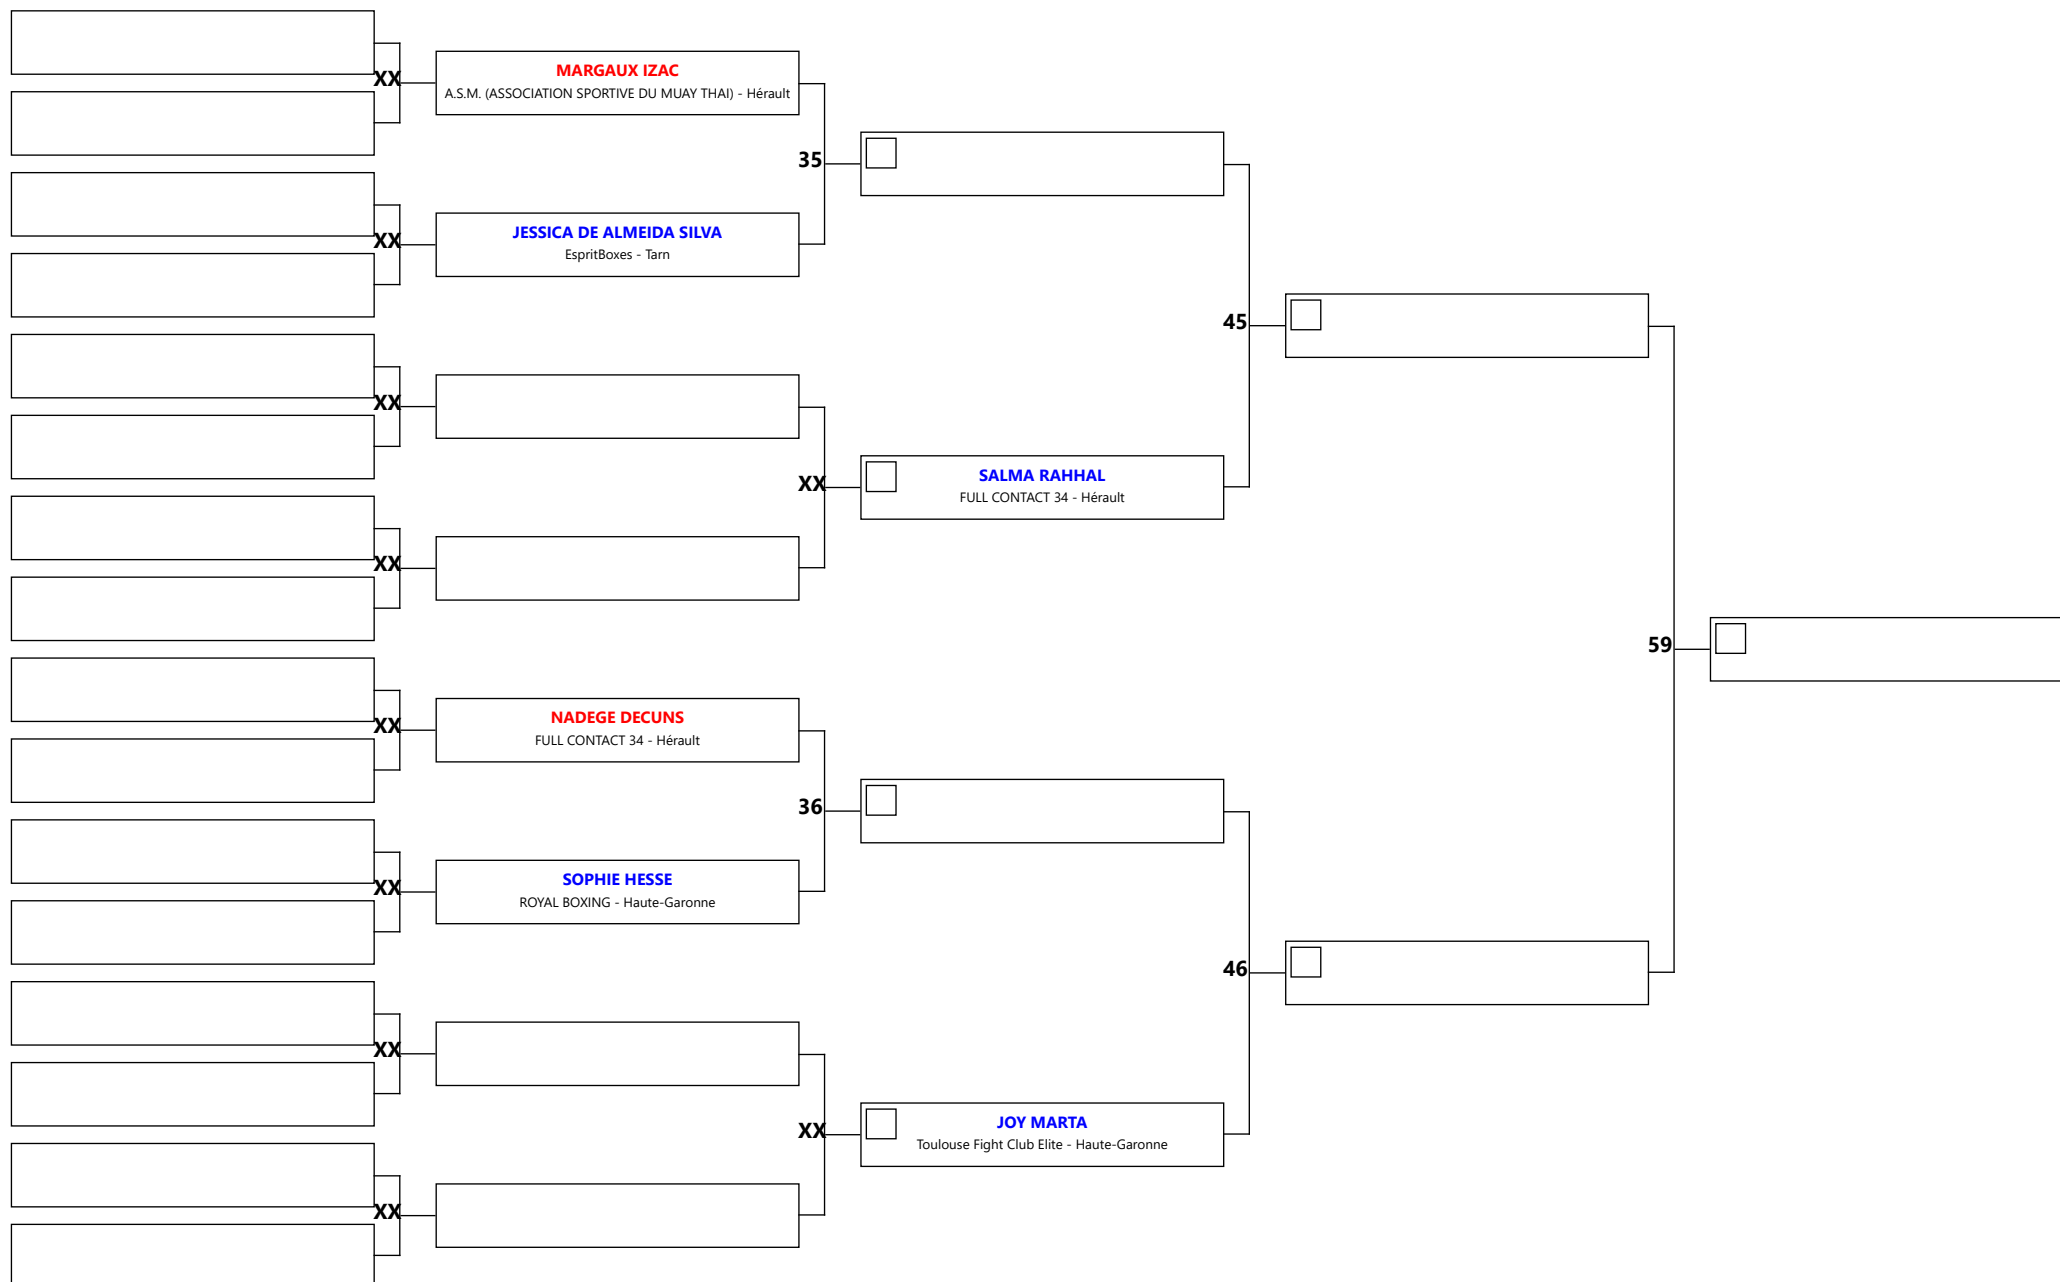 XX
MARGAUX IZAC
A.S.M. (ASSOCIATION SPORTIVE DU MUAY THAI) - Hérault
35
XX
JESSICA DE ALMEIDA SILVA
EspritBoxes - Tarn
45
XX
XX
SALMA RAHHAL
FULL CONTACT 34 - Hérault
XX
59
XX
NADEGE DECUNS
FULL CONTACT 34 - Hérault
36
XX
SOPHIE HESSE
ROYAL BOXING - Haute-Garonne
46
XX
XX
JOY MARTA
Toulouse Fight Club Elite - Haute-Garonne
XX